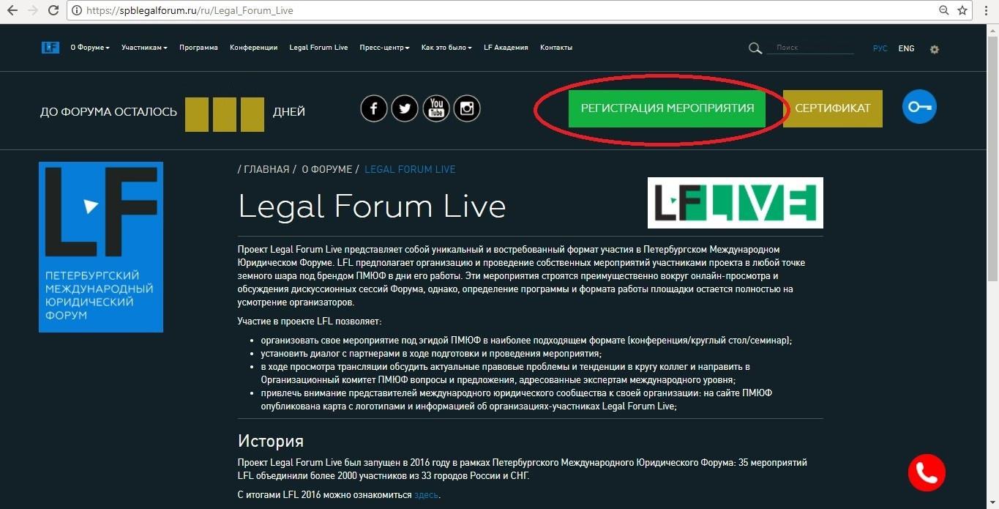 https://spblegalforum.ru/ru/Legal_Forum_Live
LF О Форуме Участникам Программа Конференции Legal Forum Live Пресс-центр Как это было LF Академия Контакты Поиск РУС ENG
ДО ФОРУМА ОСТАЛОСЬ ДНЕЙ You Tube РЕГИСТРАЦИЯ МЕРОПРИЯТИЯ СЕРТИФИКАТ
LF
ПЕТЕРБУРГСКИЙ
МЕЖДУНАРОДНЫЙ
ЮРИДИЧЕСКИЙ
ФОРУМ
/ ГЛАВНАЯ / О ФОРУМЕ / LEGAL FORUM LIVE
Legal Forum Live
LFLIVE
Проект Legal Forum Live представляет собой уникальный и востребованный формат участия в Петербургском Международном
Юридическом Форуме. LFL предполагает организацию и проведение собственных мероприятий участниками проекта в любой точке
земного шара под брендом ПМЮФ в дни его работы. Эти мероприятия строятся преимущественно вокруг онлайн-просмотра и
обсуждения дискуссионных сессий Форума, однако, определение программы и формата работы площадки остается полностью на
усмотрение организаторов.
Участие в проекте LFL позволяет:
• организовать свое мероприятие под эгидой ПМЮФ в наиболее подходящем формате (конференция/круглый стол/семинар);
• установить диалог с партнерами в ходе подготовки и проведения мероприятия;
• в ходе просмотра трансляции обсудить актуальные правовые проблемы и тенденции в кругу коллег и направить в
Организационный комитет ПМЮФ вопросы и предложения, адресованные экспертам международного уровня;
• привлечь внимание представителей международного юридического сообщества к своей организации: на сайте ПМЮФ
опубликована карта с логотипами и информацией об организациях-участниках Legal Forum Live;
История
Проект Legal Forum Live был запущен в 2016 году в рамках Петербургского Международного Юридического Форума: 35 мероприятий
LFL объединили более 2000 участников из 33 городов России и СНГ.
С итогами LFL 2016 можно ознакомиться здесь.